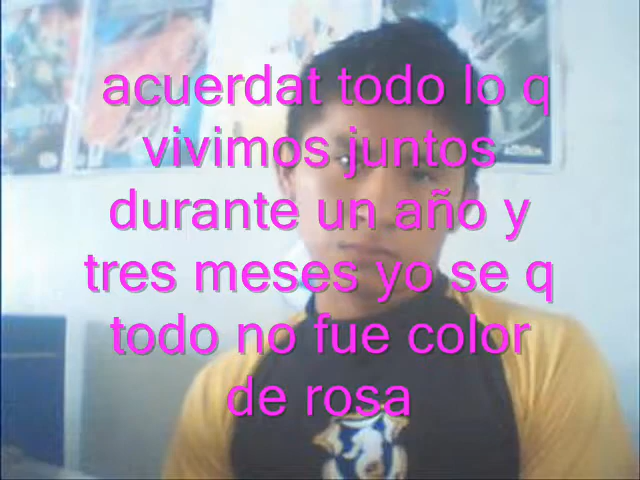 acuerdat todo lo q
vivimos juntos
durante un año y
tres meses yo se q
todo no fue color
de rosa